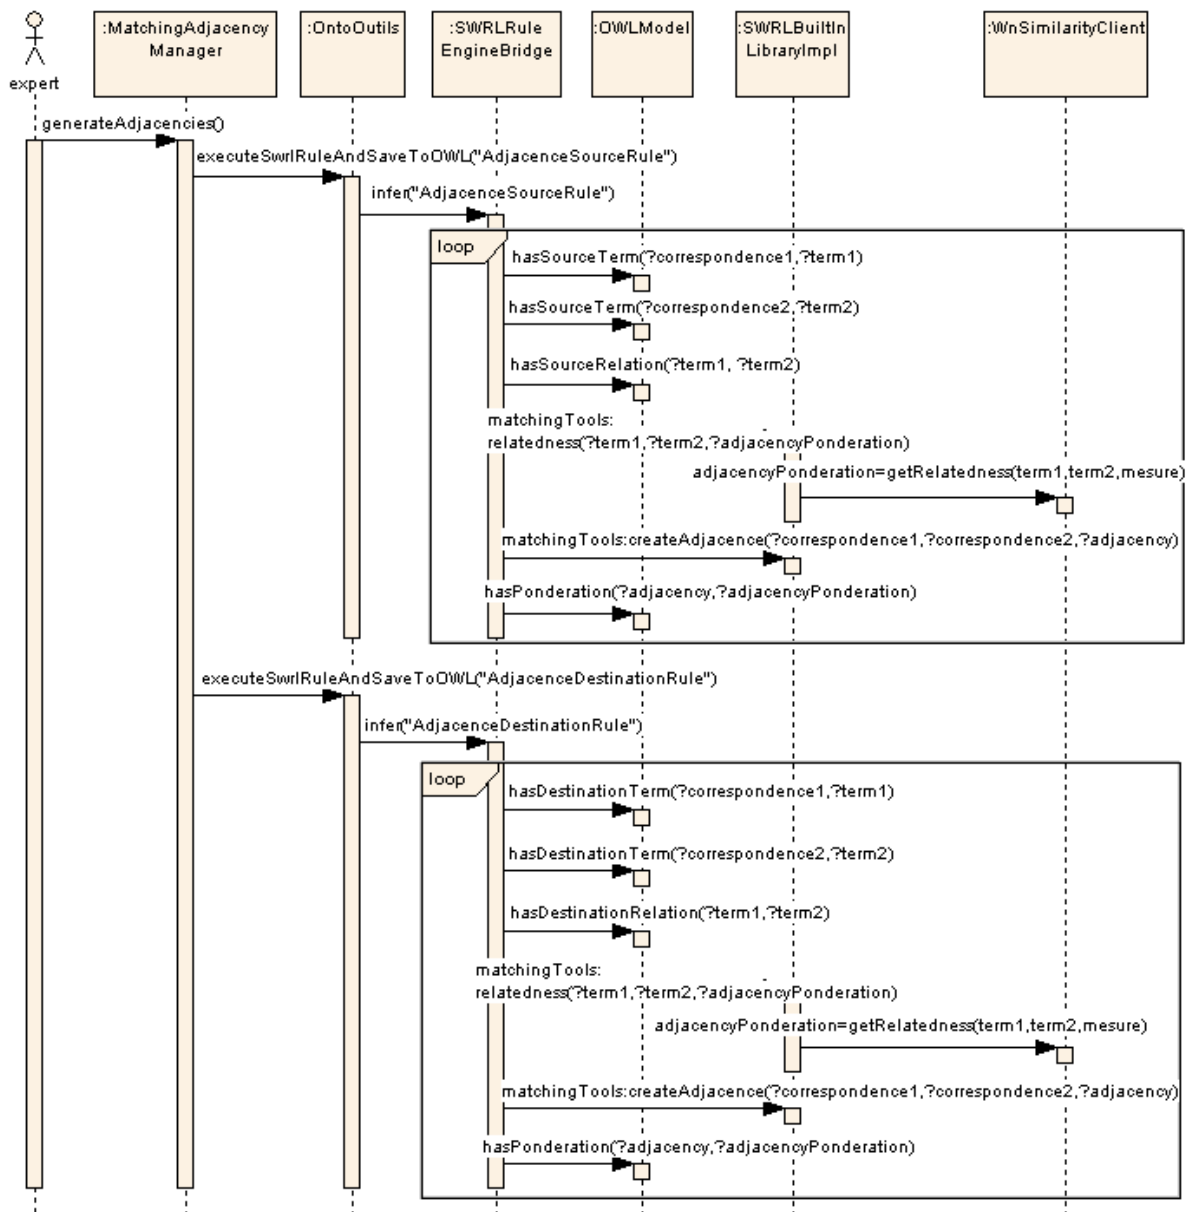 :MatchingAdjacency
Manager
:OntoOutils
:SWRLRule
EngineBridge
:OWLModel
:SWRLBuiltIn
LibraryImpl
:WnSimilarityClient
expert
generateAdjacencies()
executeSwrlRuleAndSaveToOWL("AdjacenceSourceRule")
infer("AdjacenceSourceRule")
loop
hasSourceTerm(?correspondence1,?term1)
hasSourceTerm(?correspondence2,?term2)
hasSourceRelation(?term1, ?term2)
matchingTools:
relatedness(?term1,?term2,?adjacencyPonderation)
adjacencyPonderation=getRelatedness(term1,term2,mesure)
matchingTools:createAdjacence(?correspondence1,?correspondence2,?adjacency)
hasPonderation(?adjacency,?adjacencyPonderation)
executeSwrlRuleAndSaveToOWL("AdjacenceDestinationRule")
infer("AdjacenceDestinationRule")
loop
hasDestinationTerm(?correspondence1,?term1)
hasDestinationTerm(?correspondence2,?term2)
hasDestinationRelation(?term1,?term2)
matchingTools:
relatedness(?term1,?term2,?adjacencyPonderation)
adjacencyPonderation=getRelatedness(term1,term2,mesure)
matchingTools:createAdjacence(?correspondence1,?correspondence2,?adjacency)
hasPonderation(?adjacency,?adjacencyPonderation)